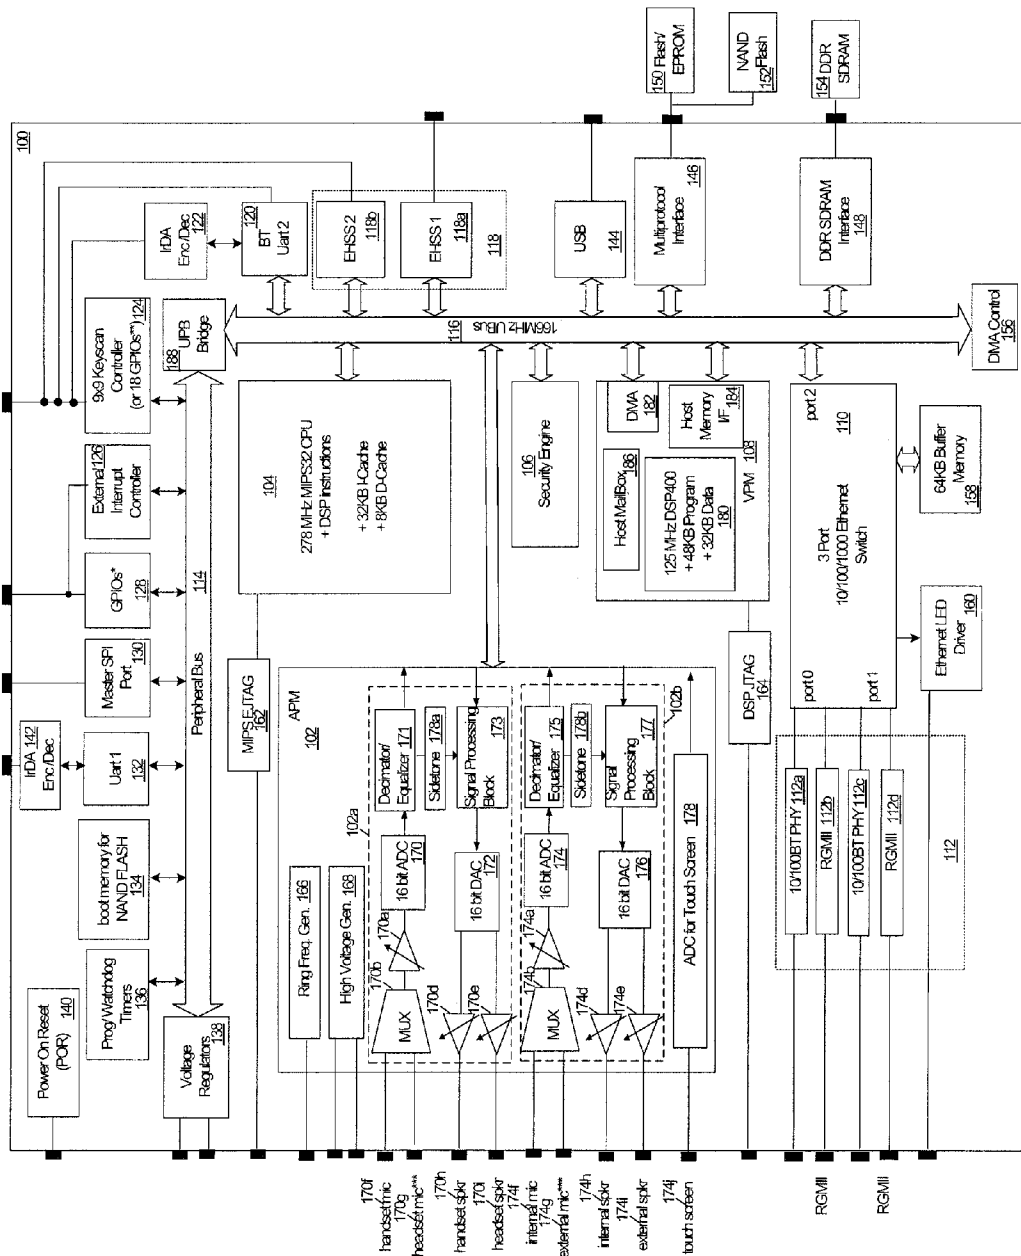 100
150 Flash/
EPROM
NAND
152 Flash
154 DDR
SDRAM
IrDA
Enc/Dec
122
120
BT
Uart 2
EHSS 2
118b
EHSS 1
118a
118
USB
144
Multiprotocol
Interface
146
DDR SDRAM
Interface
148
9x9 Keyscan
Controller
(or 18 GPIOs**)
124
188
UPB
Bridge
116
166MHz UBus
DMA Control
156
External 126
Interrupt
Controller
GPIOs*
128
Master SPI
Port
130
IrDA 142
Enc/Dec
Uart 1
132
boot memory for
NAND FLASH
134
Prog/Watchdog
Timers
136
Power On Reset
(POR)
140
Voltage
Regulators
138
Peripheral Bus
114
104
278 MHz MIPS32 CPU
+ DSP instructions
+ 32KB I-Cache
+ 8KB D-Cache
106
Security Engine
DMA
182
Host
Memory
I/F 184
Host MailBox
186
125 MHz DSP400
+ 48KB Program
+ 32KB Data
180
VPM
108
port 2
110
3 Port
10/100/1000 Ethernet
Switch
port 0
port 1
64KB Buffer
Memory
158
Ethernet LED
Driver
160
MIPS EJTAG
162
DSP JTAG
164
APM
102
Ring Freq. Gen. 166
High Voltage Gen. 168
102a
Decimator/
Equalizer 171
Sidetone 178a
Signal Processing
Block
173
16 bit ADC
170
16 bit DAC
172
170a
170b
MUX
170d
170e
102b
Decimator/
Equalizer 175
Sidetone 178b
Signal
Processing
Block
177
16 bit ADC
174
16 bit DAC
176
174a
174b
MUX
174d
174e
ADC for Touch Screen 178
10/100BT PHY 112a
RGMII 112b
10/100BT PHY 112c
RGMII 112d
112
170f
handset mic
170g
headset mic***
170h
handset spkr
170i
headset spkr
174f
internal mic
174g
external mic***
174h
internal spkr
174i
external spkr
174j
touch screen
RGMII
RGMII